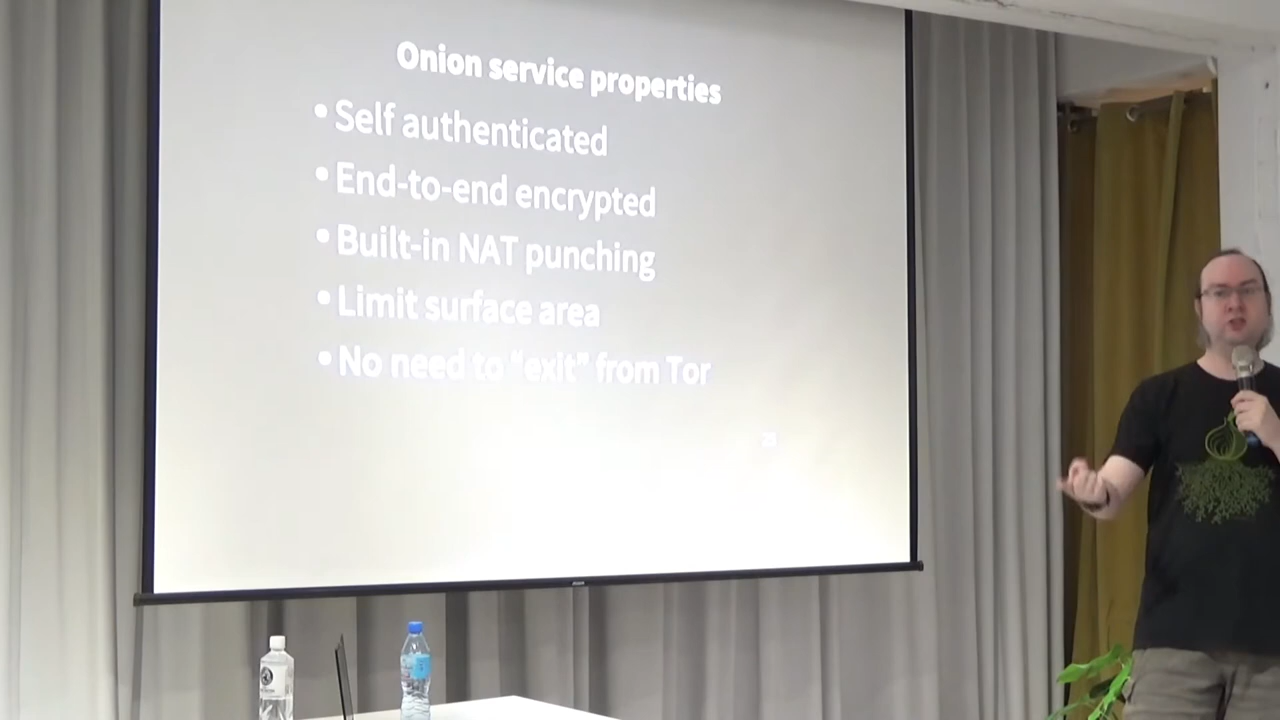 Onion service properties
• Self authenticated
• End-to-end encrypted
• Built-in NAT punching
• Limit surface area
• No need to “exit” from Tor